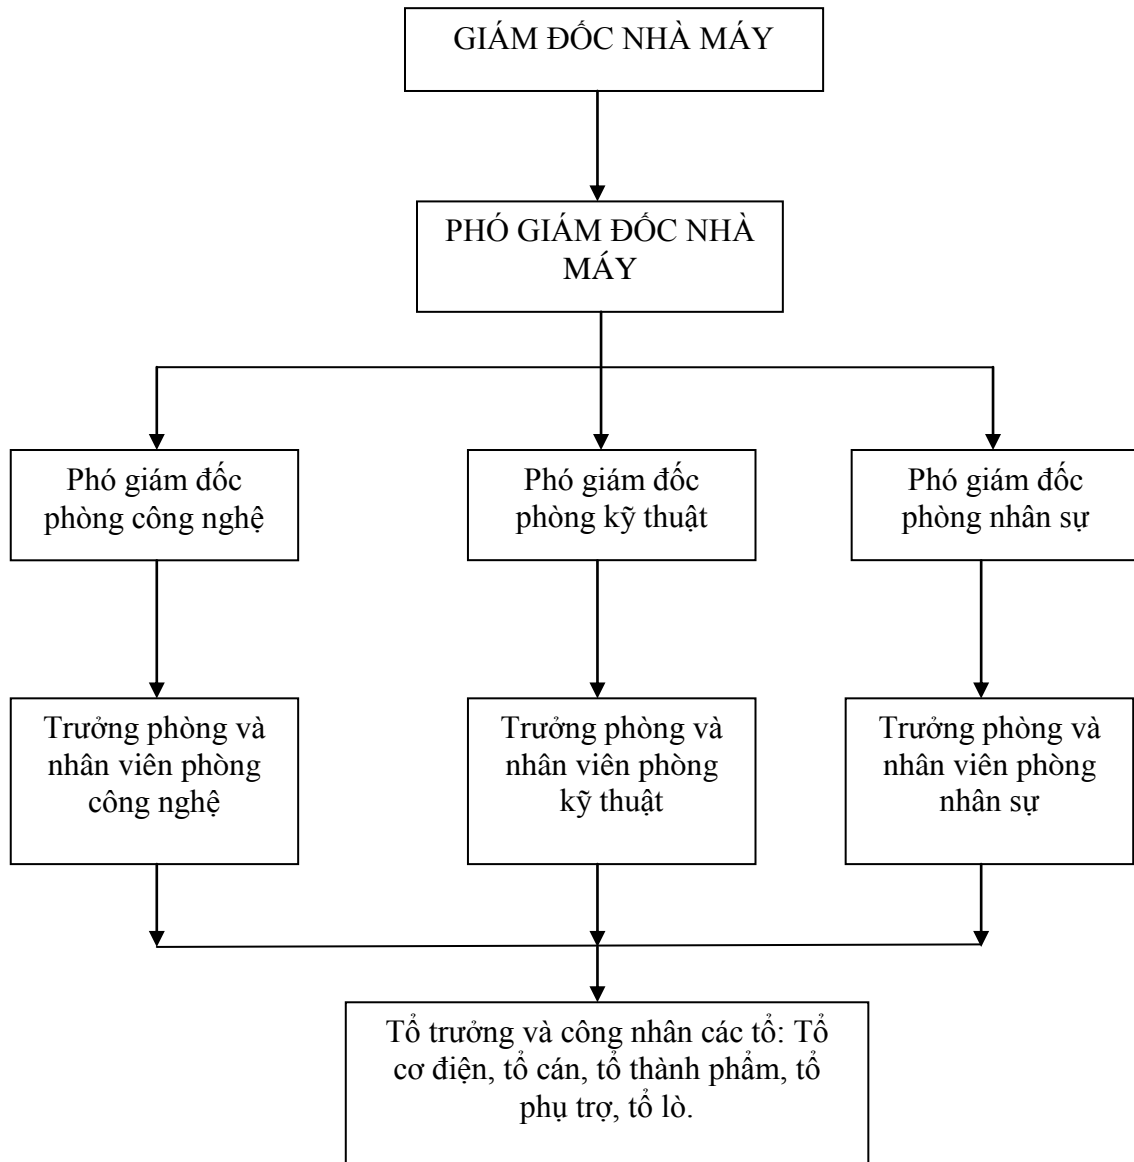 GIÁM ĐỐC NHÀ MÁY
PHÓ GIÁM ĐỐC NHÀ
MÁY
Phó giám đốc
phòng công nghệ
Phó giám đốc
phòng kỹ thuật
Phó giám đốc
phòng nhân sự
Trưởng phòng và
nhân viên phòng
công nghệ
Trưởng phòng và
nhân viên phòng
kỹ thuật
Trưởng phòng và
nhân viên phòng
nhân sự
Tổ trưởng và công nhân các tổ: Tổ
cơ điện, tổ cán, tổ thành phẩm, tổ
phụ trợ, tổ lò.